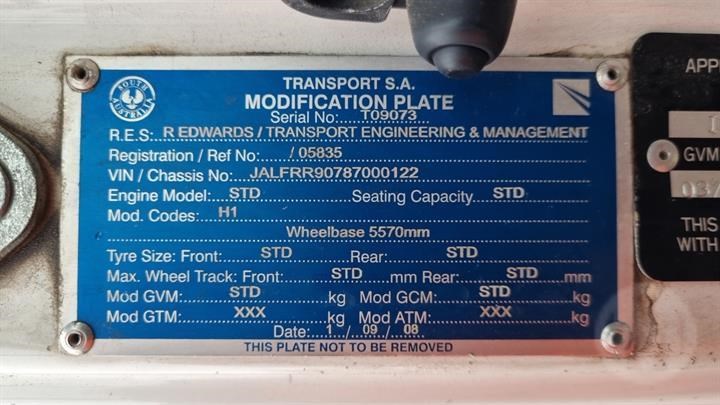 SOUTH AUSTRALIA
TRANSPORT S.A.
MODIFICATION PLATE
Serial No: T09073
R.E.S: R EDWARDS / TRANSPORT ENGINEERING & MANAGEMENT
Registration / Ref No: / 05835
VIN / Chassis No: JALFRR90787000122
Engine Model: STD Seating Capacity: STD
Mod. Codes: H1
Wheelbase 5570mm
Tyre Size: Front: STD Rear: STD
Max. Wheel Track: Front: STD mm Rear: STD mm
Mod GVM: STD kg Mod GCM: STD kg
Mod GTM: XXX kg Mod ATM: XXX kg
Date: 1 / 09 / 08
THIS PLATE NOT TO BE REMOVED
GVM
THIS
WITH